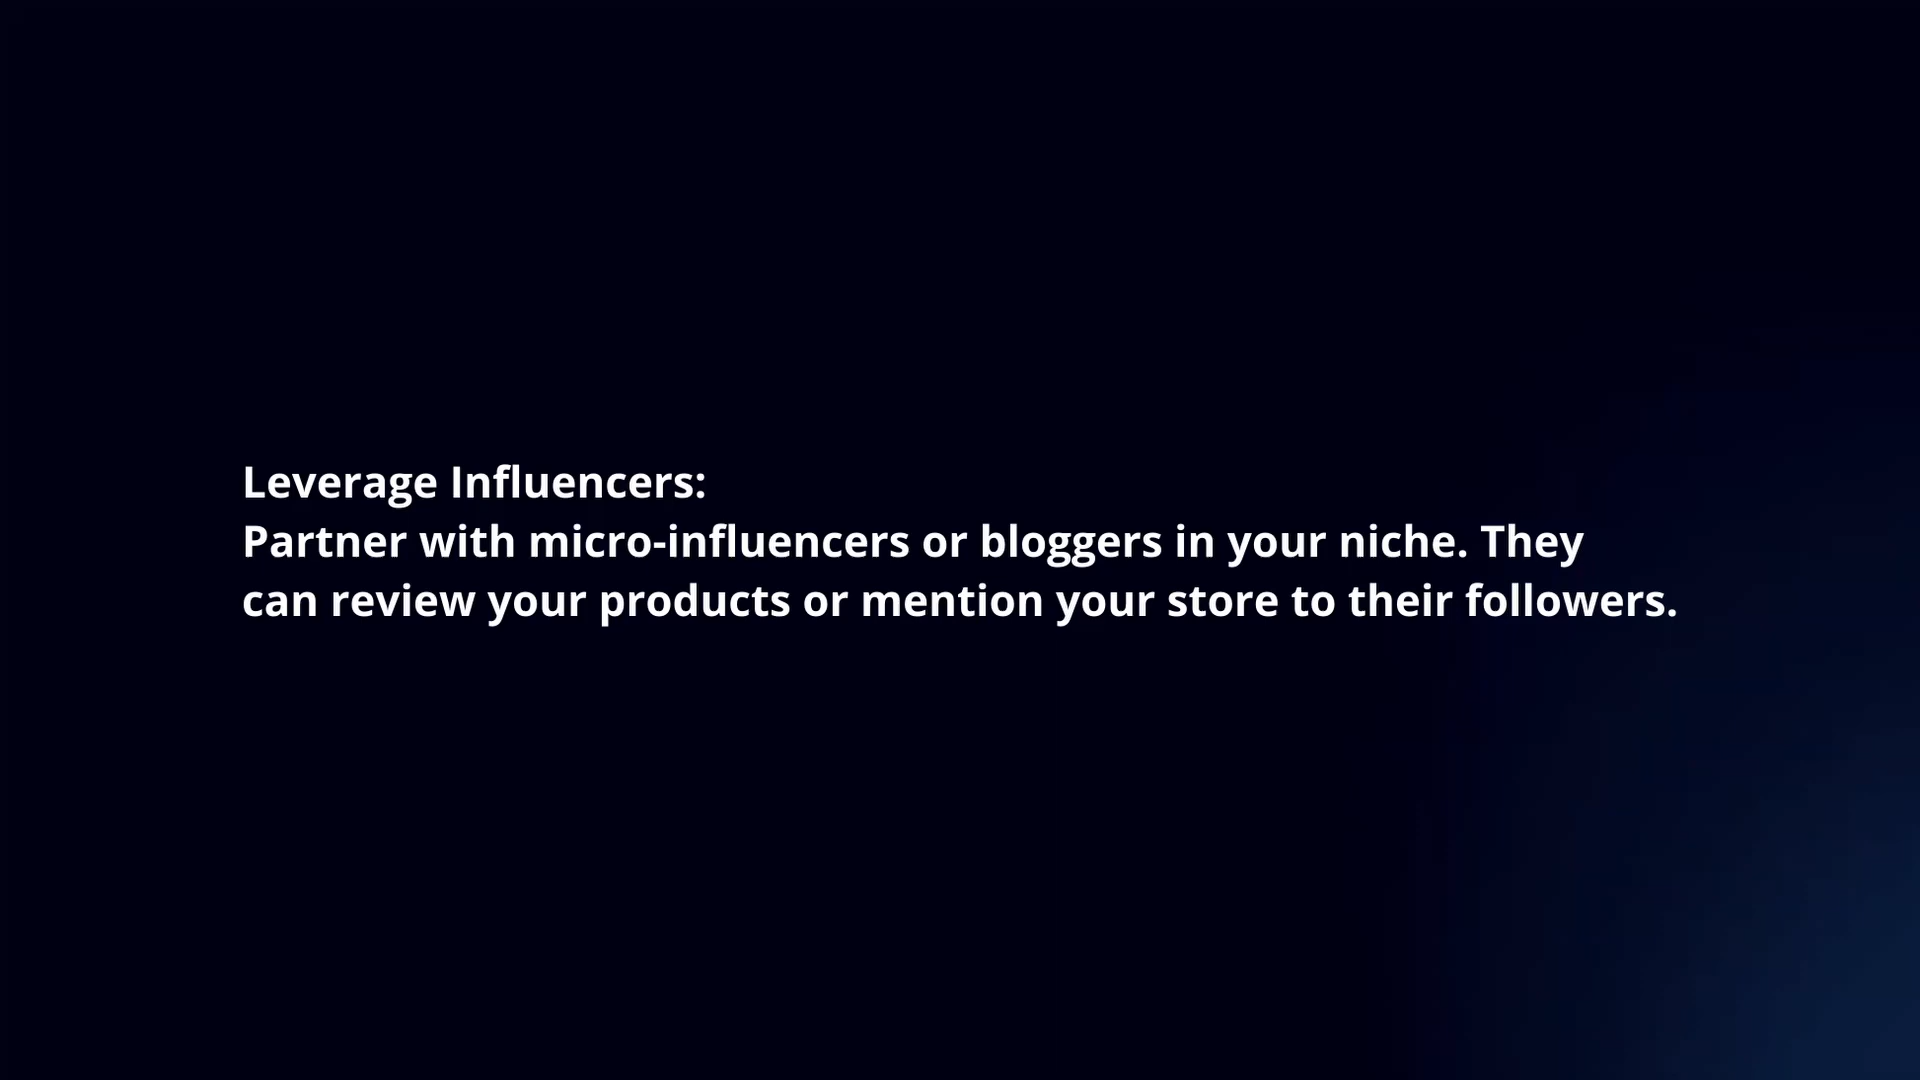 Leverage Influencers:
Partner with micro-influencers or bloggers in your niche. They
can review your products or mention your store to their followers.